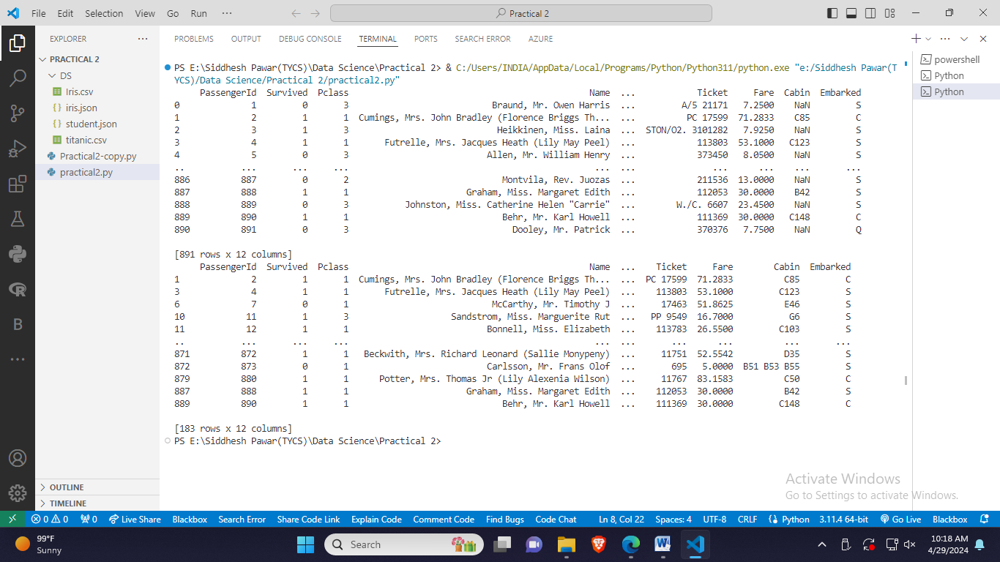 File Edit Selection View Go Run ··· Practical 2
EXPLORER ···
PRACTICAL 2
DS
Iris.csv
iris.json
student.json
titanic.csv
Practical2-copy.py
practical2.py
OUTLINE
TIMELINE
PROBLEMS OUTPUT DEBUG CONSOLE TERMINAL PORTS SEARCH ERROR AZURE
PS E:\Siddhesh Pawar(TYCS)\Data Science\Practical 2> & C:/Users/INDIA/AppData/Local/Programs/Python/Python311/python.exe "e:/Siddhesh Pawar(T
YCS)/Data Science/Practical 2/practical2.py"
PassengerId Survived Pclass Name ... Ticket Fare Cabin Embarked
0 1 0 3 Braund, Mr. Owen Harris ... A/5 21171 7.2500 NaN S
1 2 1 1 Cumings, Mrs. John Bradley (Florence Briggs Th... ... PC 17599 71.2833 C85 C
2 3 1 3 Heikkinen, Miss. Laina ... STON/O2. 3101282 7.9250 NaN S
3 4 1 1 Futrelle, Mrs. Jacques Heath (Lily May Peel) ... 113803 53.1000 C123 S
4 5 0 3 Allen, Mr. William Henry ... 373450 8.0500 NaN S
.. ... ... ... ... ... ... ... ... ...
886 887 0 2 Montvila, Rev. Juozas ... 211536 13.0000 NaN S
887 888 1 1 Graham, Miss. Margaret Edith ... 112053 30.0000 B42 S
888 889 0 3 Johnston, Miss. Catherine Helen "Carrie" ... W./C. 6607 23.4500 NaN S
889 890 1 1 Behr, Mr. Karl Howell ... 111369 30.0000 C148 C
890 891 0 3 Dooley, Mr. Patrick ... 370376 7.7500 NaN Q
[891 rows x 12 columns]
PassengerId Survived Pclass Name ... Ticket Fare Cabin Embarked
1 2 1 1 Cumings, Mrs. John Bradley (Florence Briggs Th... ... PC 17599 71.2833 C85 C
3 4 1 1 Futrelle, Mrs. Jacques Heath (Lily May Peel) ... 113803 53.1000 C123 S
6 7 0 1 McCarthy, Mr. Timothy J ... 17463 51.8625 E46 S
10 11 1 3 Sandstrom, Miss. Marguerite Rut ... PP 9549 16.7000 G6 S
11 12 1 1 Bonnell, Miss. Elizabeth ... 113783 26.5500 C103 S
.. ... ... ... ... ... ... ... ... ...
871 872 1 1 Beckwith, Mrs. Richard Leonard (Sallie Monypeny) ... 11751 52.5542 D35 S
872 873 0 1 Carlsson, Mr. Frans Olof ... 695 5.0000 B51 B53 B55 S
879 880 1 1 Potter, Mrs. Thomas Jr (Lily Alexenia Wilson) ... 11767 83.1583 C50 C
887 888 1 1 Graham, Miss. Margaret Edith ... 112053 30.0000 B42 S
889 890 1 1 Behr, Mr. Karl Howell ... 111369 30.0000 C148 C
[183 rows x 12 columns]
PS E:\Siddhesh Pawar(TYCS)\Data Science\Practical 2>
powershell
Python
Python
Activate Windows
Go to Settings to activate Windows.
0 0 0 Live Share Blackbox Search Error Share Code Link Explain Code Comment Code Find Bugs Code Chat Ln 8, Col 22 Spaces: 4 UTF-8 CRLF Python 3.11.4 64-bit Go Live Blackbox
99°F
Sunny
Search
10:18 AM
4/29/2024